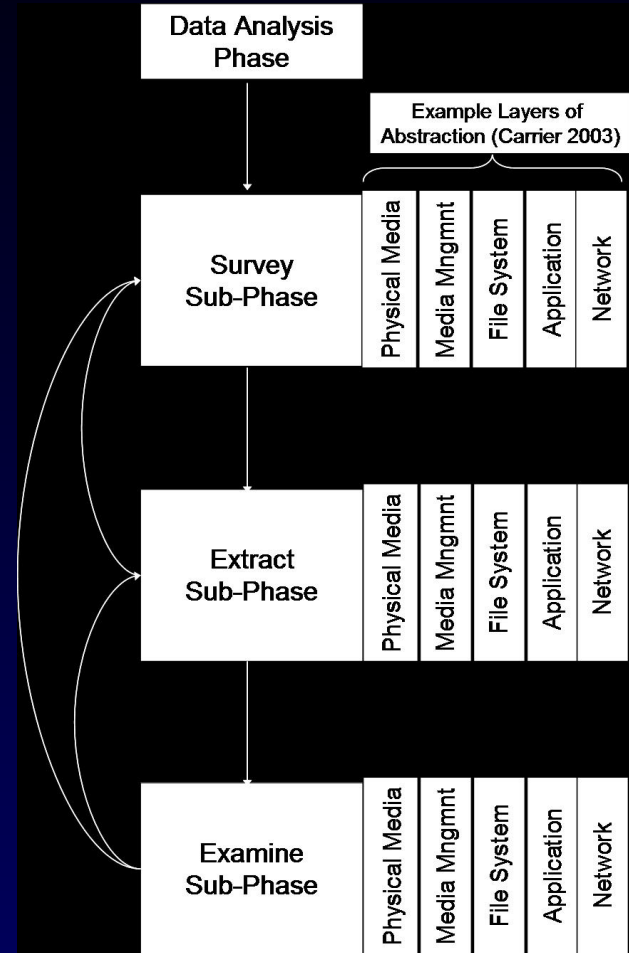 Data Analysis
Phase
Example Layers of
Abstraction (Carrier 2003)
Survey
Sub-Phase
Physical Media
Media Mngmnt
File System
Application
Network
Extract
Sub-Phase
Physical Media
Media Mngmnt
File System
Application
Network
Examine
Sub-Phase
Physical Media
Media Mngmnt
File System
Application
Network